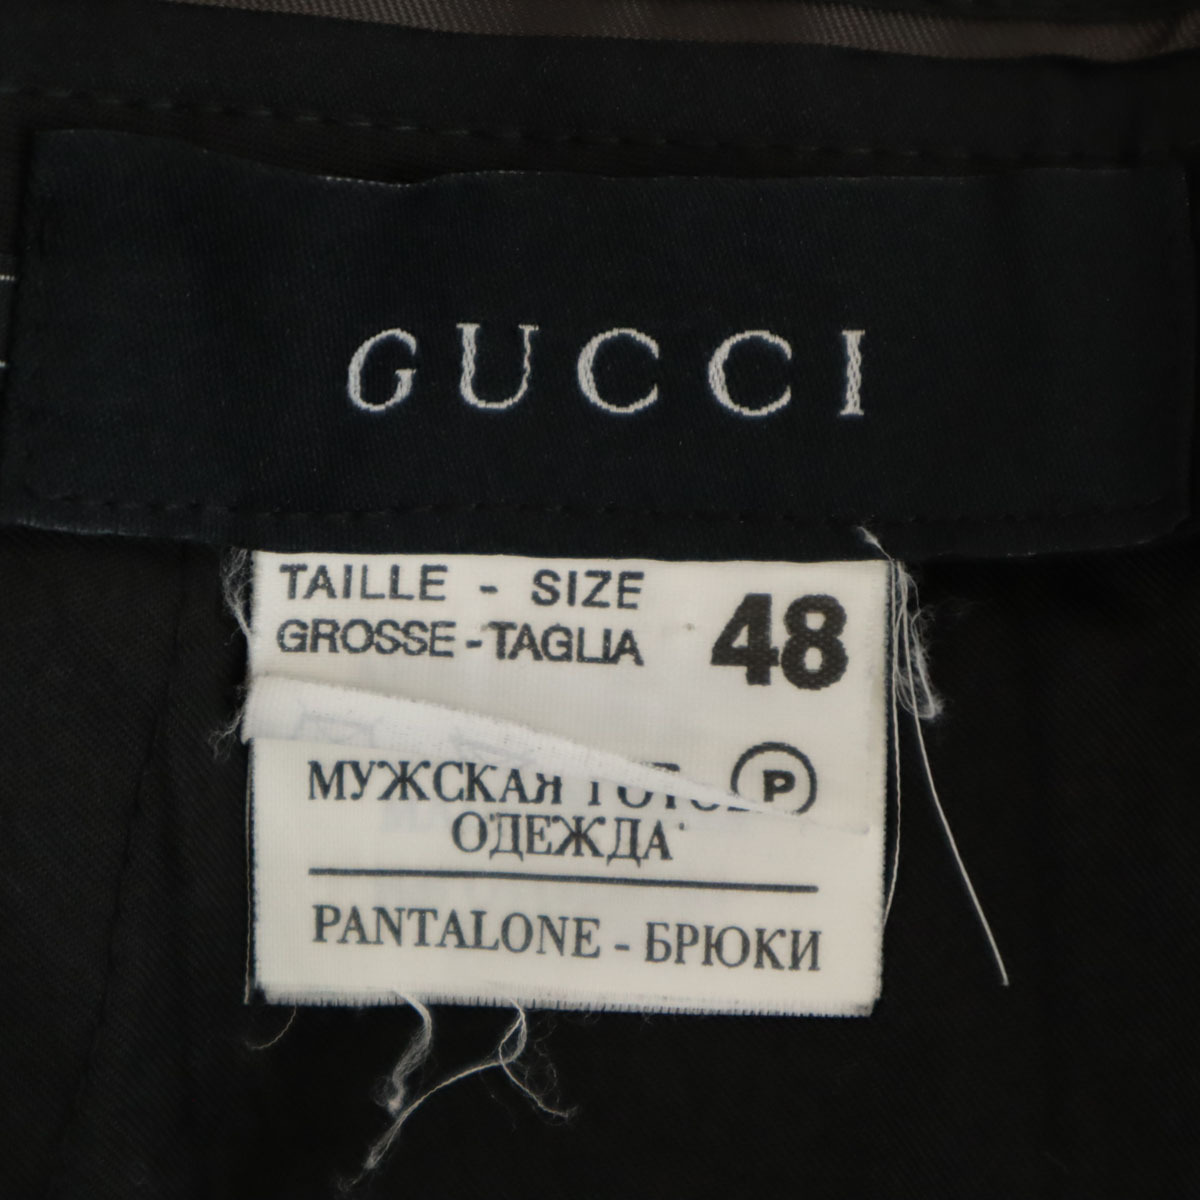 GUCCI
TAILLE - SIZE
GROSSE - TAGLIA 48
МУЖСКАЯ
ⓟ
ОДЕЖДА
PANTALONE - БРЮКИ